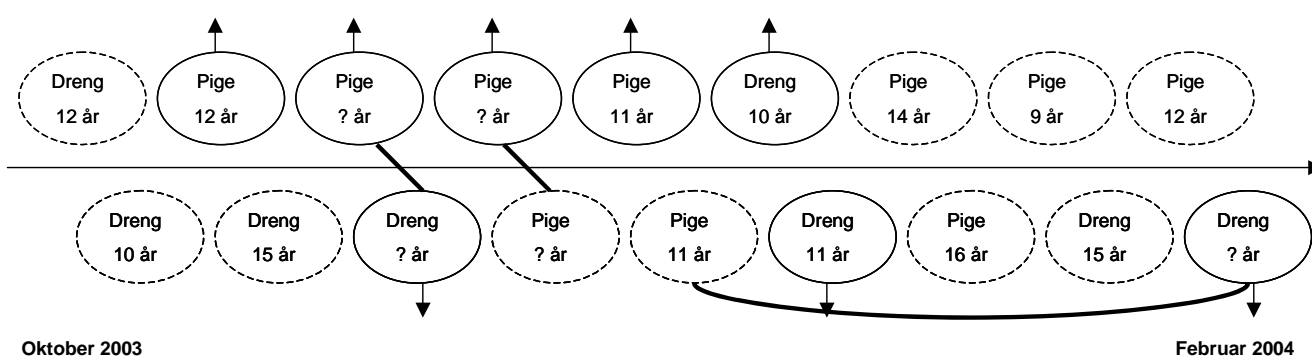 Dreng
12 år
Pige
12 år
Pige
? år
Pige
? år
Pige
11 år
Dreng
10 år
Pige
14 år
Pige
9 år
Pige
12 år
Dreng
10 år
Dreng
15 år
Dreng
? år
Pige
? år
Pige
11 år
Dreng
11 år
Pige
16 år
Dreng
15 år
Dreng
? år
Oktober 2003
Februar 2004